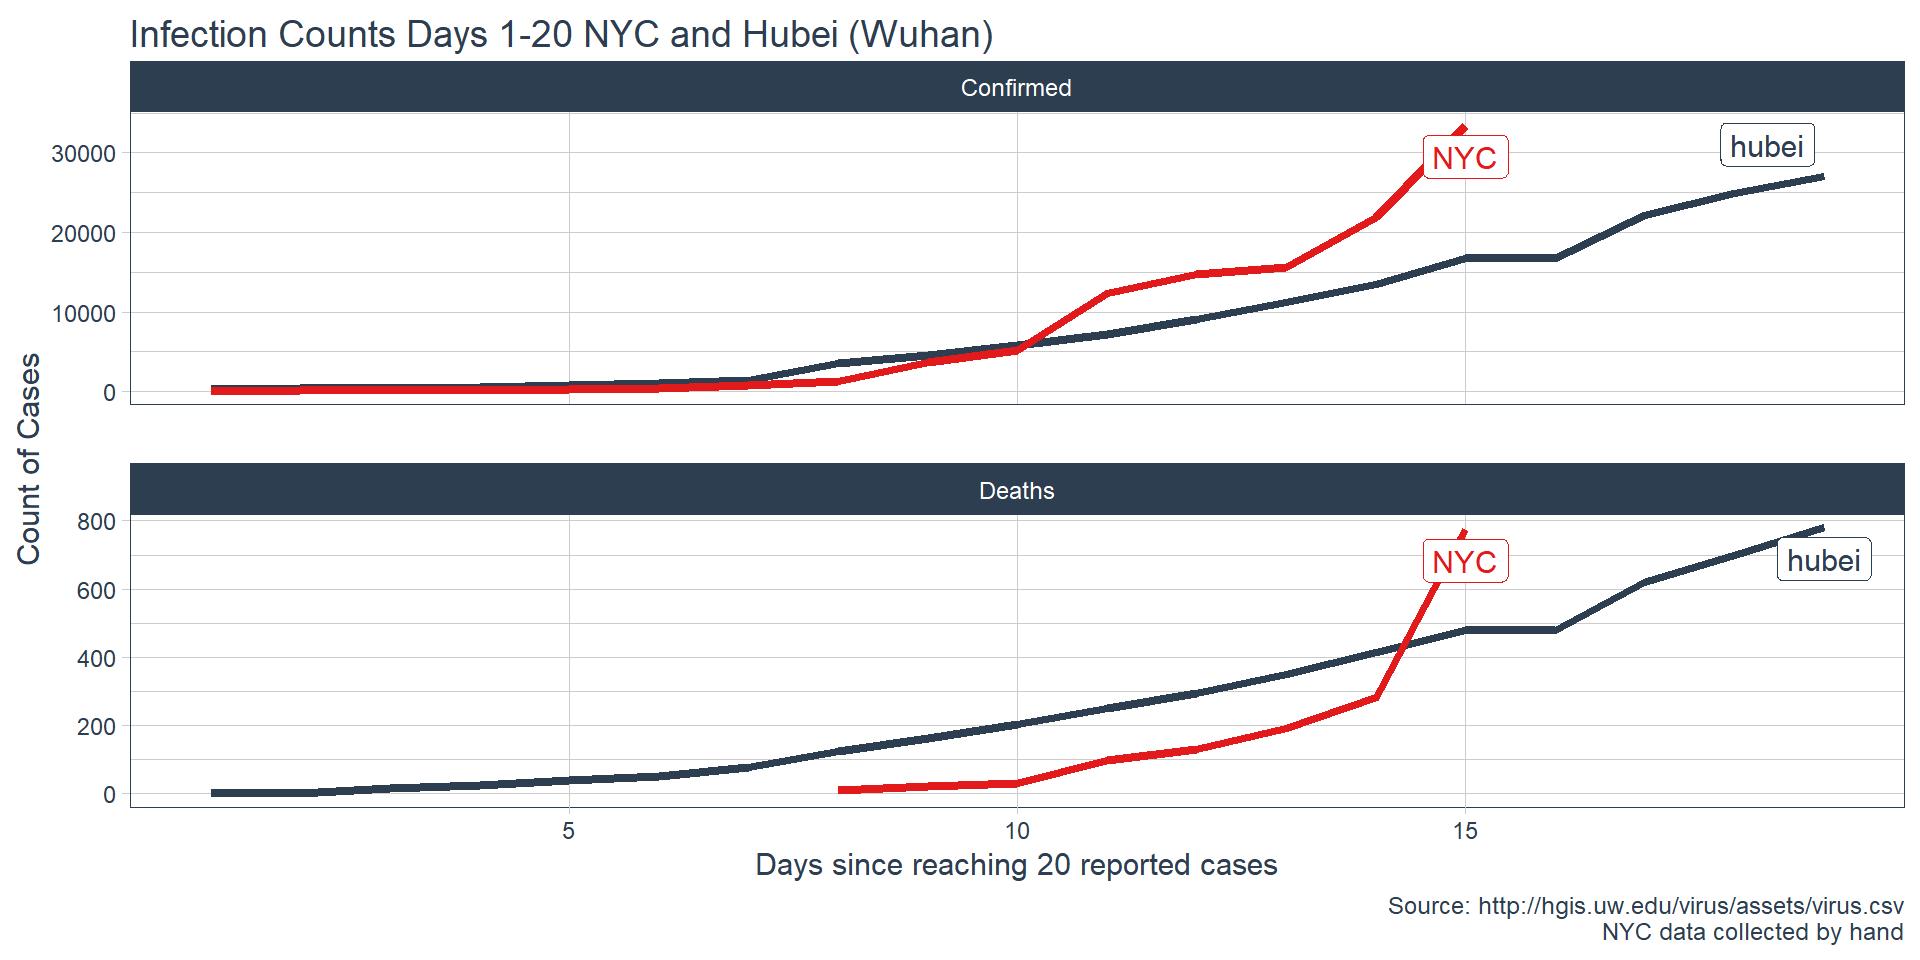 Infection Counts Days 1-20 NYC and Hubei (Wuhan)
Confirmed
30000
20000
10000
0
NYC
hubei
Count of Cases
Deaths
800
600
400
200
0
NYC
hubei
5
10
15
Days since reaching 20 reported cases
Source: http://hgis.uw.edu/virus/assets/virus.csv
NYC data collected by hand